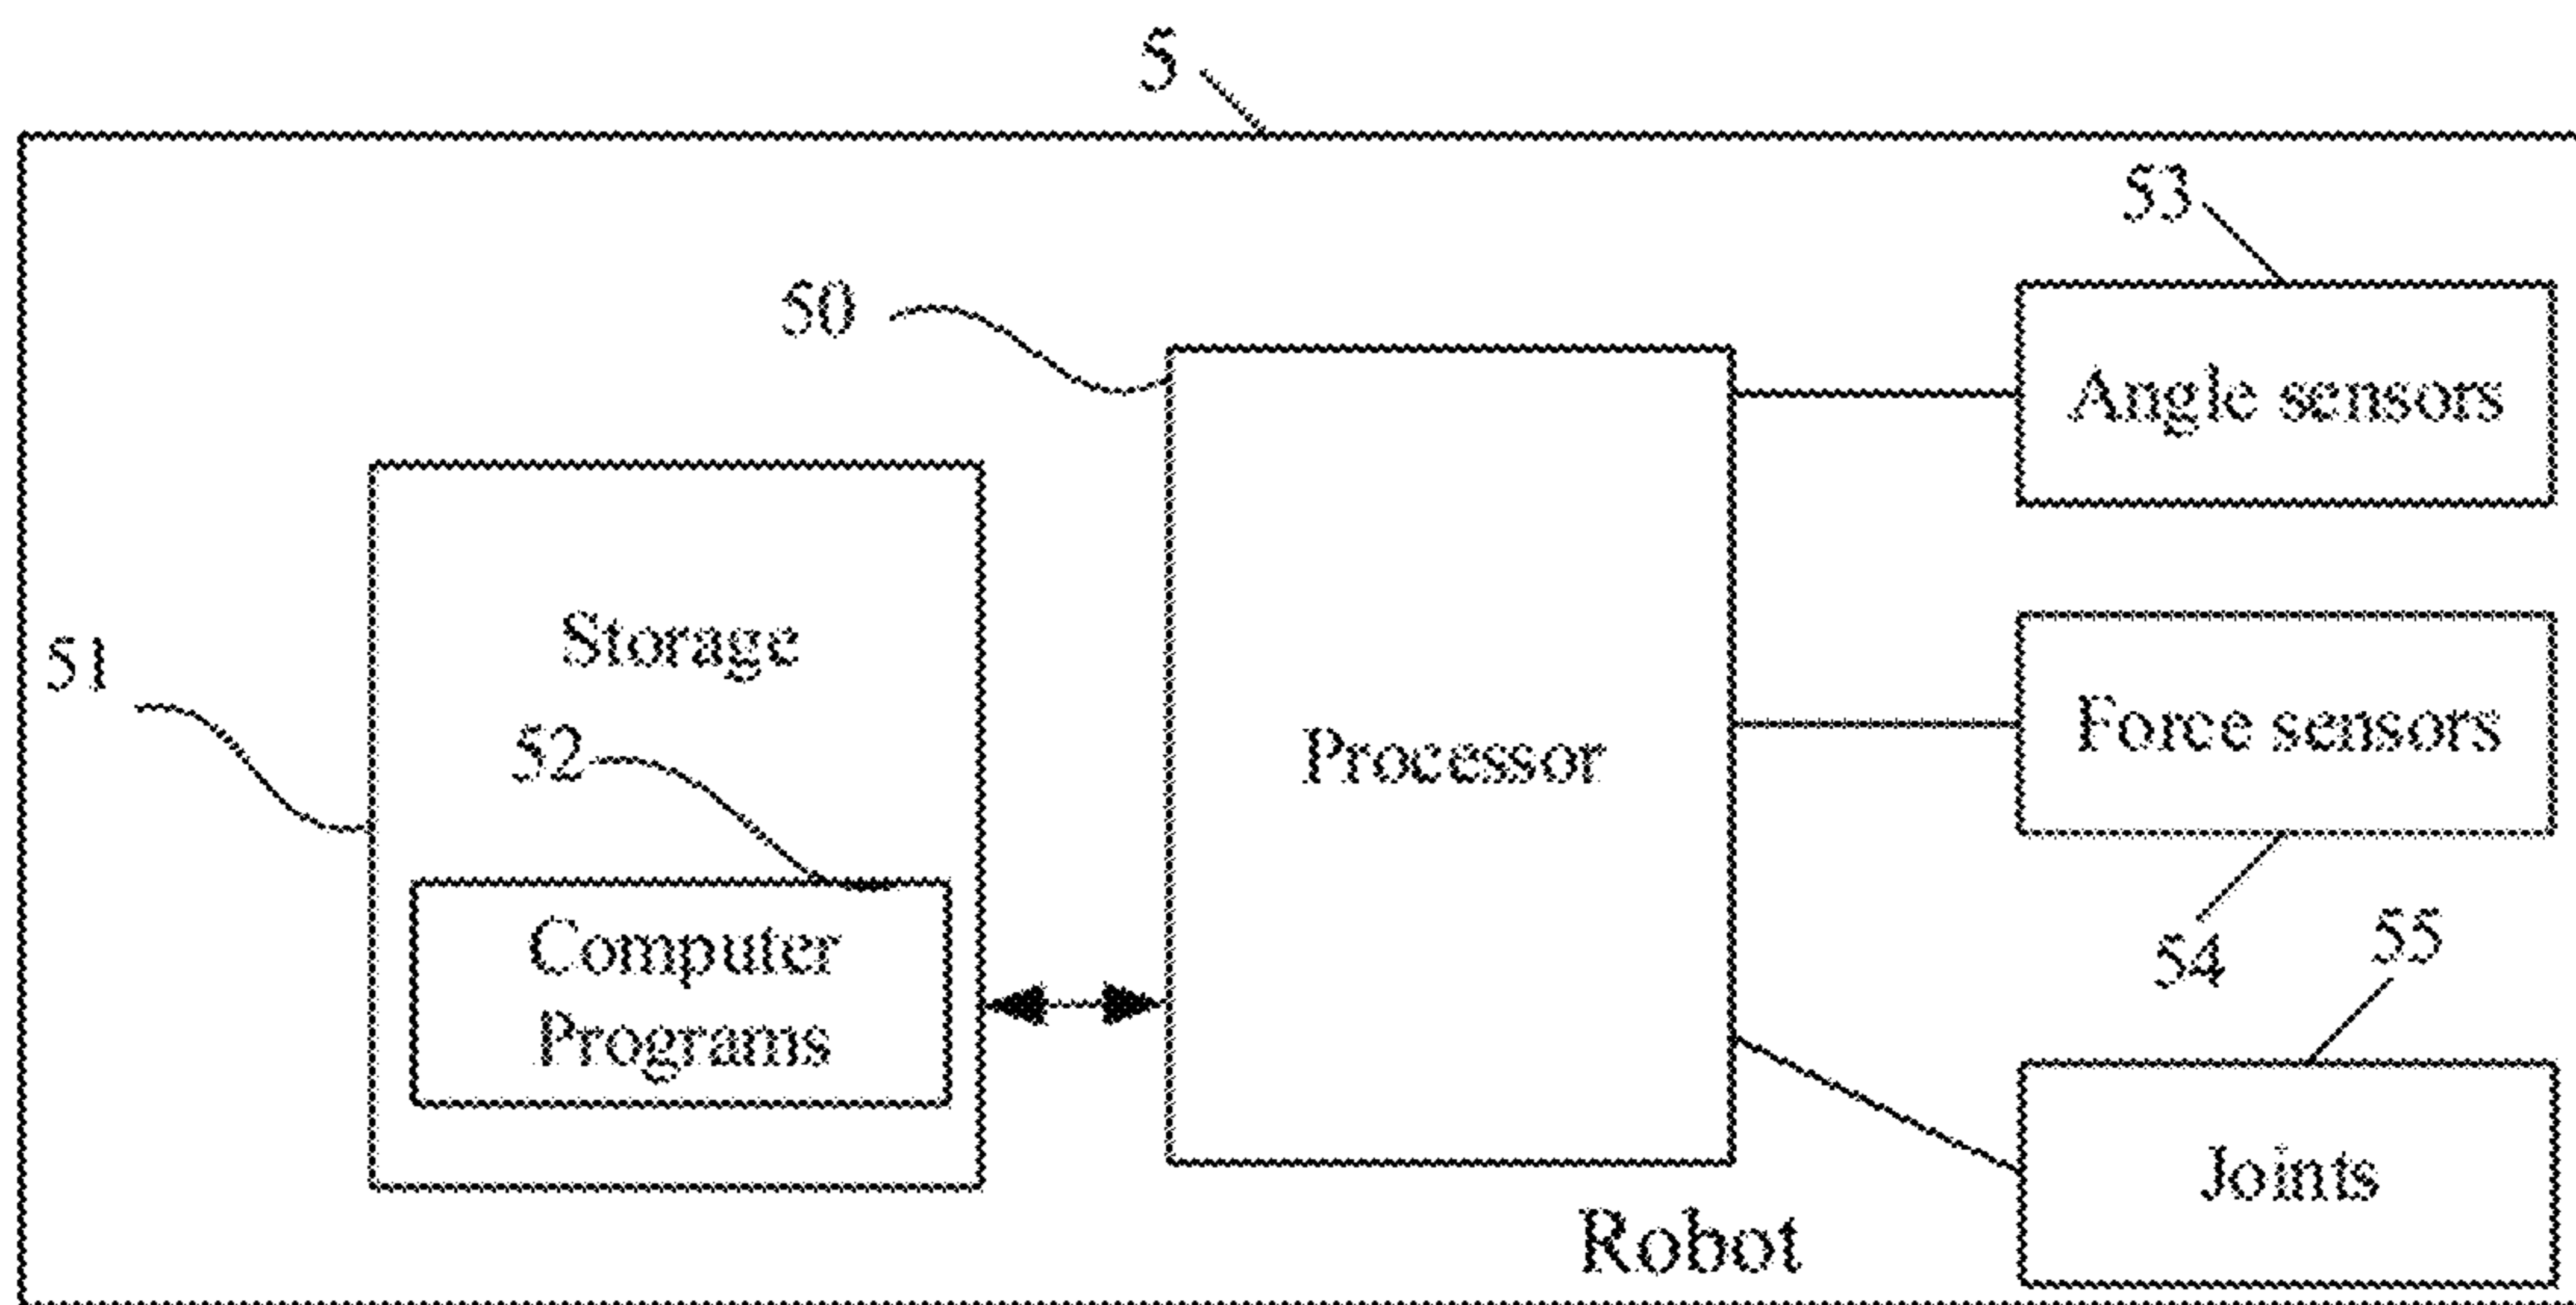 5
53
50
Angle sensors
51
Storage
52
Processor
Force sensors
Computer
Programs
54
55
Joints
Robot